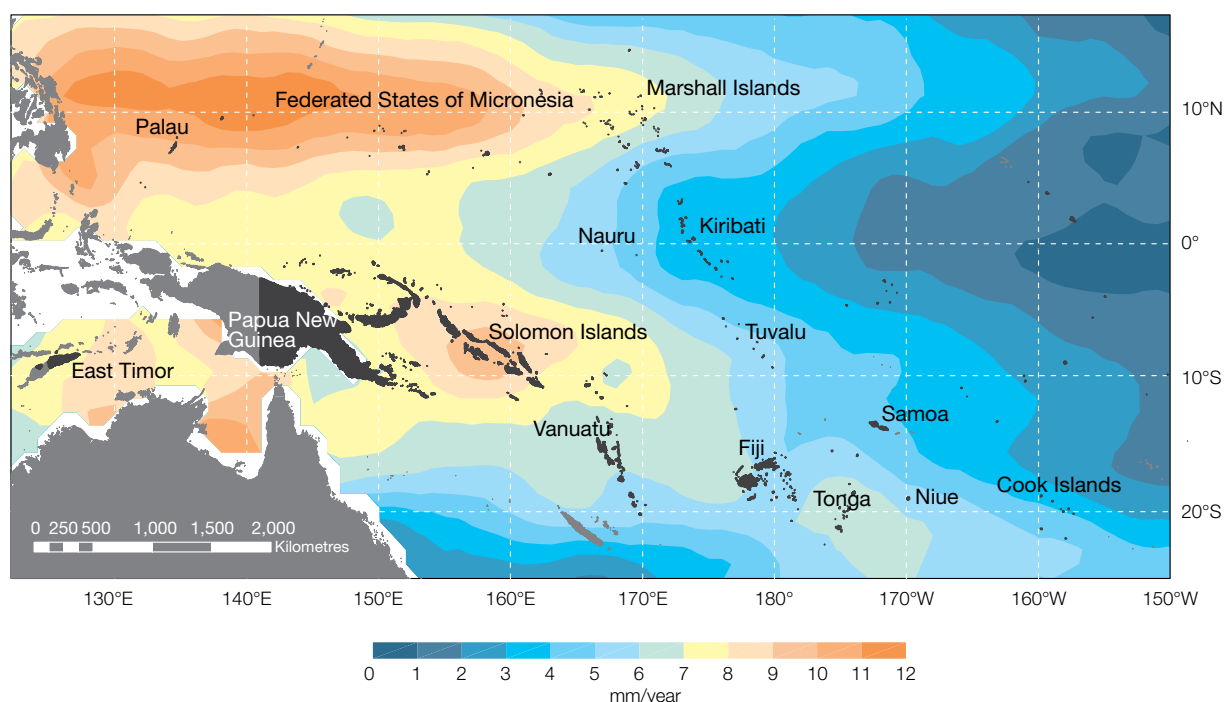 Marshall Islands
Federated States of Micronesia
10°N
Palau
Kiribati
Nauru
0°
Papua New
Guinea
Solomon Islands
Tuvalu
East Timor
10°S
Samoa
Vanuatu
Fiji
Cook Islands
Tonga
Niue
20°S
0 250 500 1,000 1,500 2,000
Kilometres
130°E 140°E 150°E 160°E 170°E 180° 170°W 160°W 150°W
0 1 2 3 4 5 6 7 8 9 10 11 12
mm/year